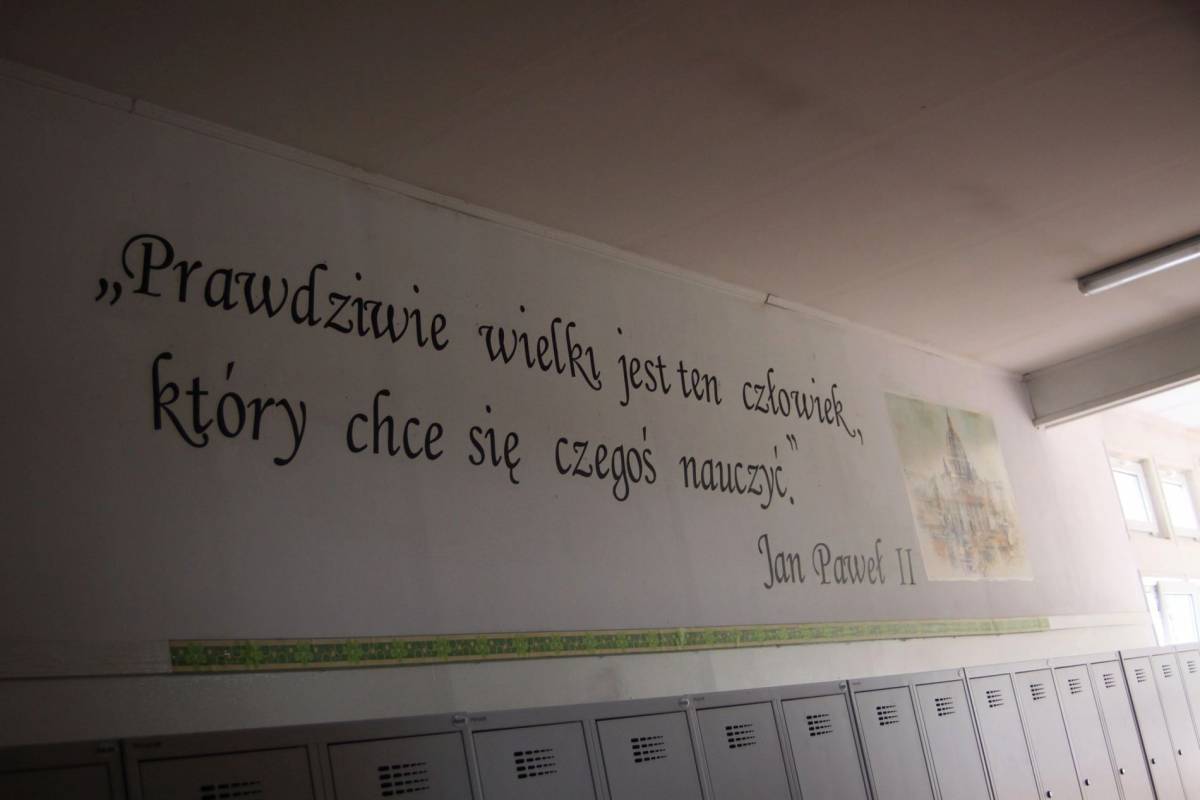 „Prawdziwie wielki jest ten człowiek,
który chce się czegoś nauczyć.”
Jan Paweł II